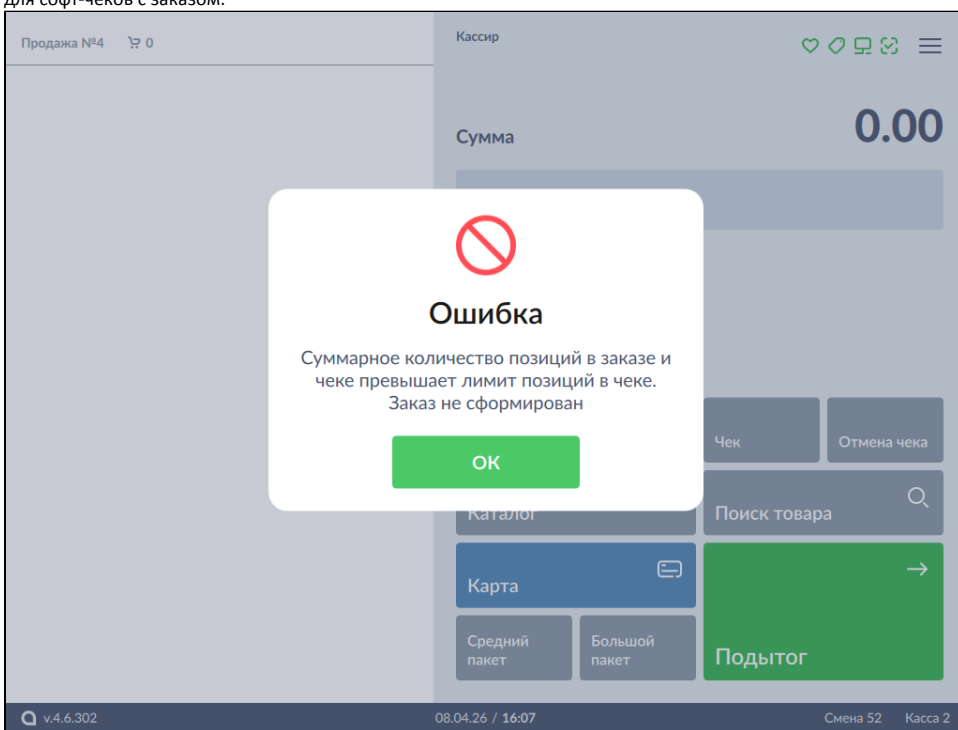 для софт-чеков с заказом.
Продажа №4 0
Кассир
Сумма
0.00
Ошибка
Суммарное количество позиций в заказе и
чеке превышает лимит позиций в чеке.
Заказ не сформирован
ОК
Чек
Отмена чека
Каталог
Поиск товара
Карта
Средний
пакет
Большой
пакет
Подытог
v.4.6.302
08.04.26 / 16:07
Смена 52 Касса 2